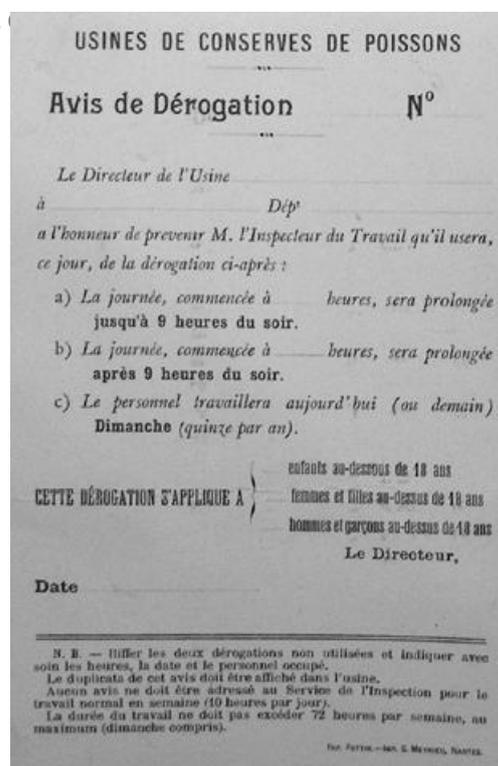 USINES DE CONSERVES DE POISSONS
Avis de Dérogation N°
Le Directeur de l'Usine
à Dép^t
a l'honneur de prevenir M. l'Inspecteur du Travail qu'il usera,
ce jour, de la dérogation ci-après :
a) La journée, commencée à heures, sera prolongée
jusqu'à 9 heures du soir.
b) La journée, commencée à heures, sera prolongée
après 9 heures du soir.
c) Le personnel travaillera aujourd'hui (ou demain)
Dimanche (quinze par an).
enfants au-dessous de 18 ans
CETTE DÉROGATION S'APPLIQUE A femmes et filles au-dessus de 18 ans
hommes et garçons au-dessus de 18 ans
Le Directeur,
Date
N. B. — Biffer les deux dérogations non utilisées et indiquer avec
soin les heures, la date et le personnel occupé.
Le duplicata de cet avis doit être affiché dans l'usine.
Aucun avis ne doit être adressé au Service de l'Inspection pour le
travail normal en semaine (10 heures par jour).
La durée du travail ne doit pas excéder 72 heures par semaine, au
maximum (dimanche compris).
NANTES.